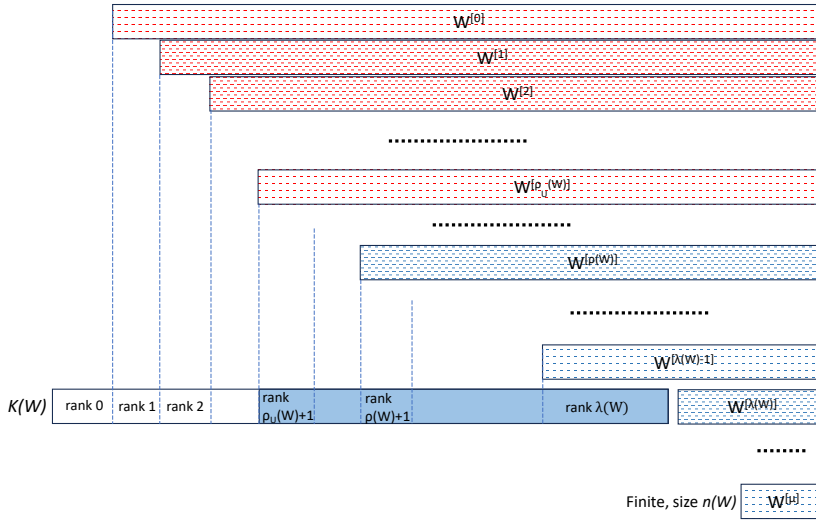 W^[0]
W^[1]
W^[2]
W^[ρ_u(W)]
W^[ρ(W)]
W^[λ(W)-1]
K(W) rank 0 rank 1 rank 2 rank ρ_u(W)+1 rank ρ(W)+1 rank λ(W) W^[λ(W)]
Finite, size n(W) W^[μ]